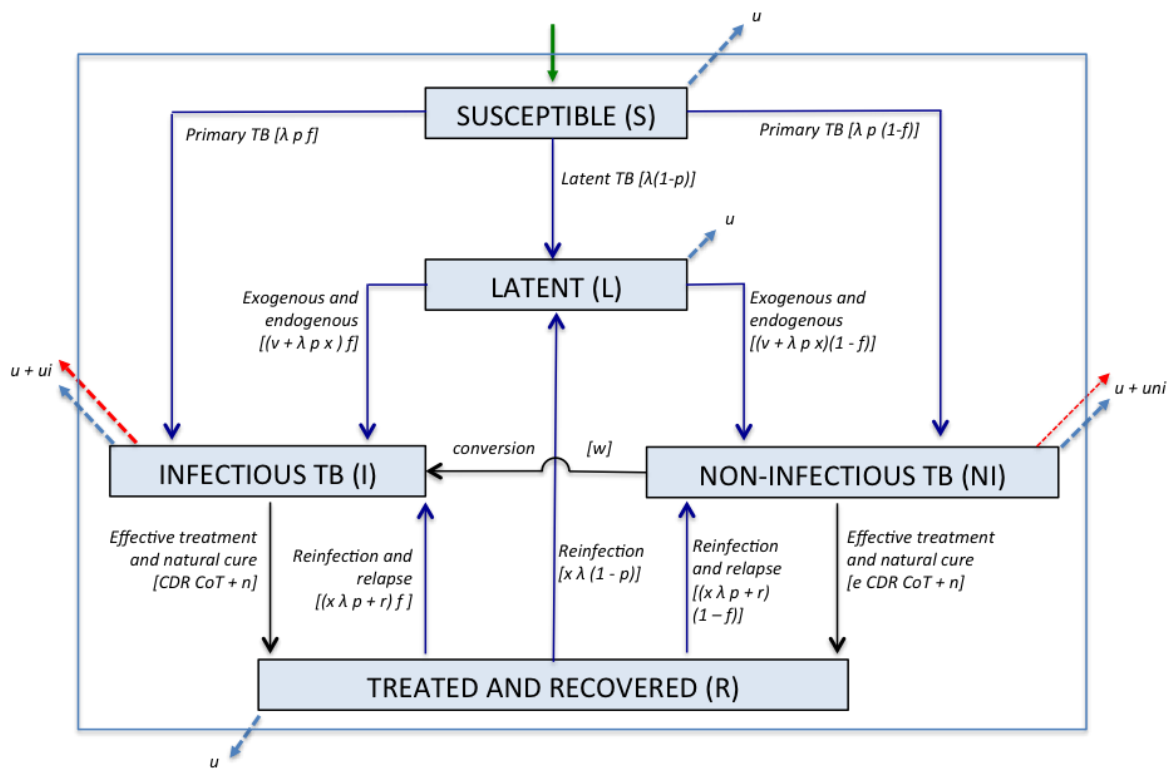 u
SUSCEPTIBLE (S)
Primary TB [λ p f]
Primary TB [λ p (1-f)]
Latent TB [λ(1-p)]
u
LATENT (L)
Exogenous and
endogenous
[(v + λ p x ) f]
Exogenous and
endogenous
[(v + λ p x)(1 - f)]
u + ui
u + uni
conversion [w]
INFECTIOUS TB (I)
NON-INFECTIOUS TB (NI)
Effective treatment
and natural cure
[CDR CoT + n]
Reinfection and
relapse
[(x λ p + r) f ]
Reinfection
[x λ (1 - p)]
Reinfection
and relapse
[(x λ p + r)
(1 – f)]
Effective treatment
and natural cure
[e CDR CoT + n]
TREATED AND RECOVERED (R)
u